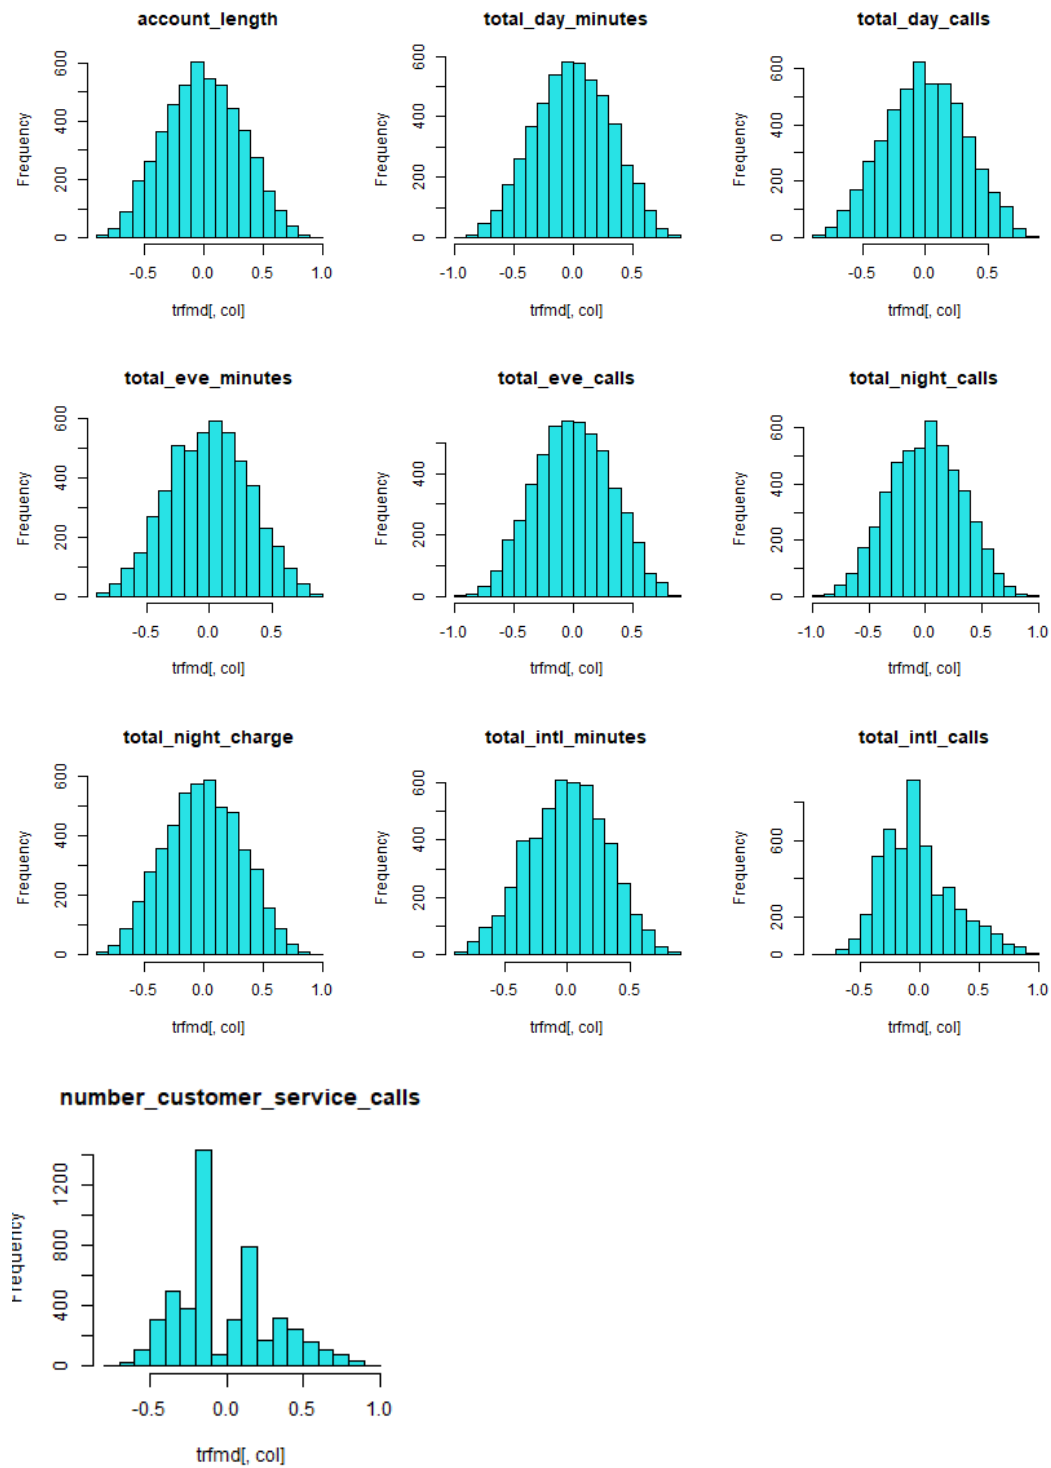 account_length
total_day_minutes
total_day_calls
Frequency
0 200 400 600
-0.5 0.0 0.5 1.0
trfmd[, col]
Frequency
0 200 400 600
-1.0 -0.5 0.0 0.5
trfmd[, col]
Frequency
0 200 400 600
-0.5 0.0 0.5
trfmd[, col]
total_eve_minutes
total_eve_calls
total_night_calls
Frequency
0 200 400 600
-0.5 0.0 0.5
trfmd[, col]
Frequency
0 200 400
-1.0 -0.5 0.0 0.5
trfmd[, col]
Frequency
0 200 400 600
-1.0 -0.5 0.0 0.5 1.0
trfmd[, col]
total_night_charge
total_intl_minutes
total_intl_calls
Frequency
0 200 400 600
-0.5 0.0 0.5 1.0
trfmd[, col]
Frequency
0 200 400 600
-0.5 0.0 0.5
trfmd[, col]
Frequency
0 200 600
-0.5 0.0 0.5 1.0
trfmd[, col]
number_customer_service_calls
Frequency
0 400 800 1200
-0.5 0.0 0.5 1.0
trfmd[, col]